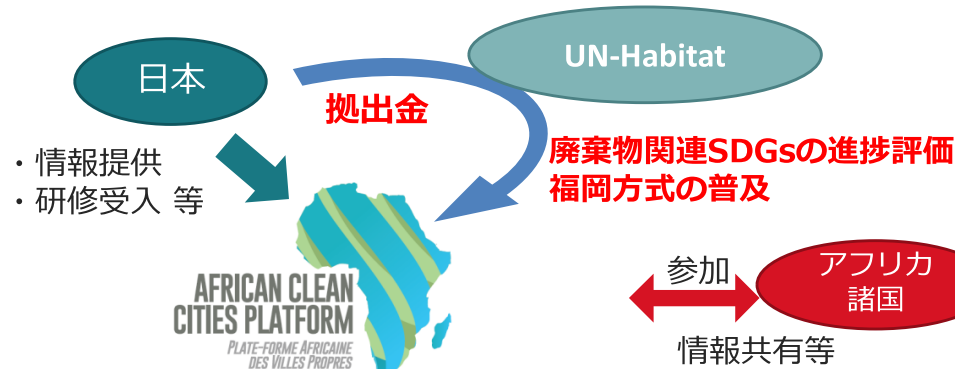 日本
UN-Habitat
拠出金
・情報提供
・研修受入 等
廃棄物関連SDGsの進捗評価
福岡方式の普及
AFRICAN CLEAN
CITIES PLATFORM
PLATE-FORME AFRICAINE
DES VILLES PROPRES
参加
アフリカ
諸国
情報共有等